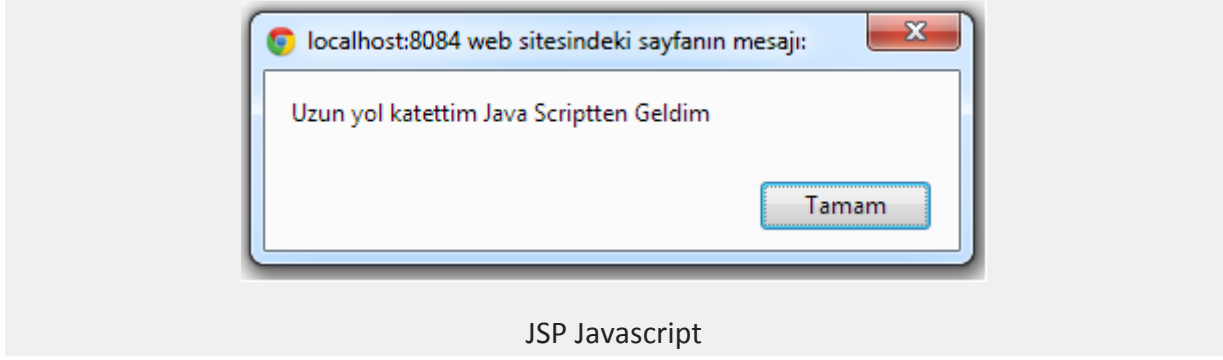 localhost:8084 web sitesindeki sayfanın mesajı:
Uzun yol katettim Java Scriptten Geldim
Tamam
JSP Javascript